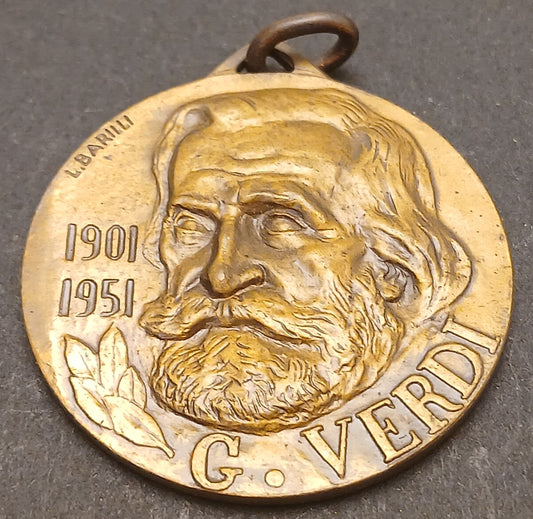 L. BARILLI
1901
1951
G. VERDI